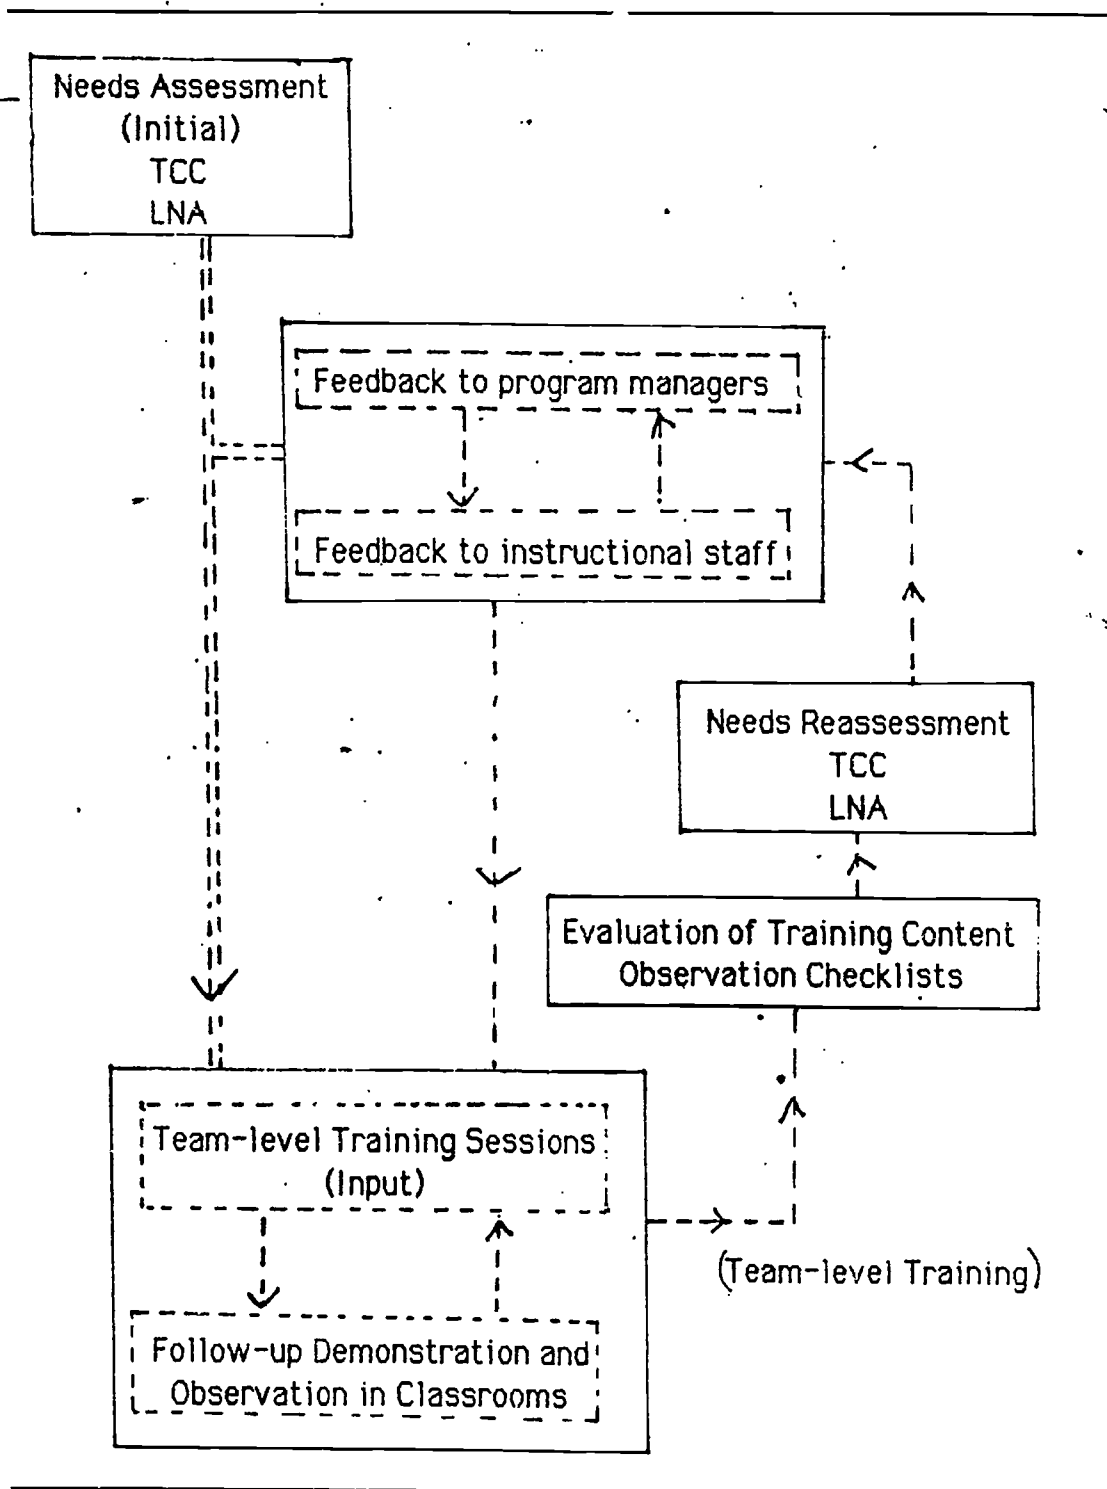 Needs Assessment
(Initial)
TCC
LNA
Feedback to program managers
Feedback to instructional staff
Needs Reassessment
TCC
LNA
Evaluation of Training Content
Observation Checklists
Team-level Training Sessions
(Input)
(Team-level Training)
Follow-up Demonstration and
Observation in Classrooms